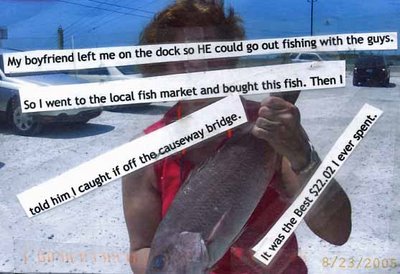 My boyfriend left me on the dock so HE could go out fishing with the guys.
So I went to the local fish market and bought this fish. Then I
told him I caught if off the causeway bridge.
It was the Best $22.02 I ever spent.
8/23/2005